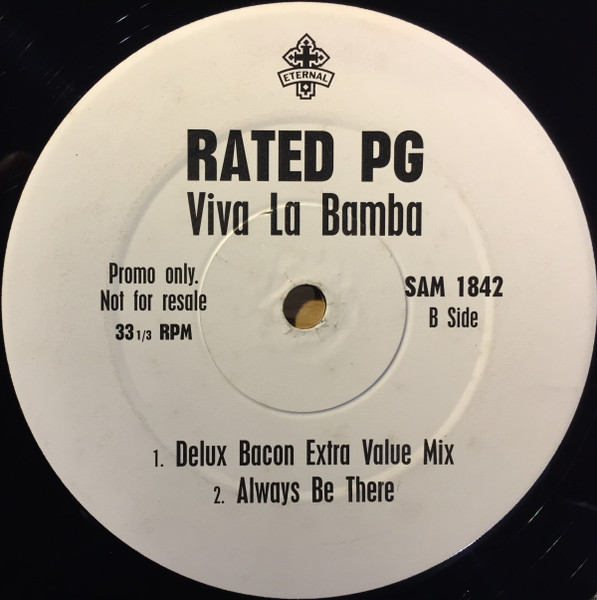 ETERNAL
RATED PG
Viva La Bamba
Promo only.
Not for resale
33 1/3 RPM
SAM 1842
B Side
1. Delux Bacon Extra Value Mix
2. Always Be There